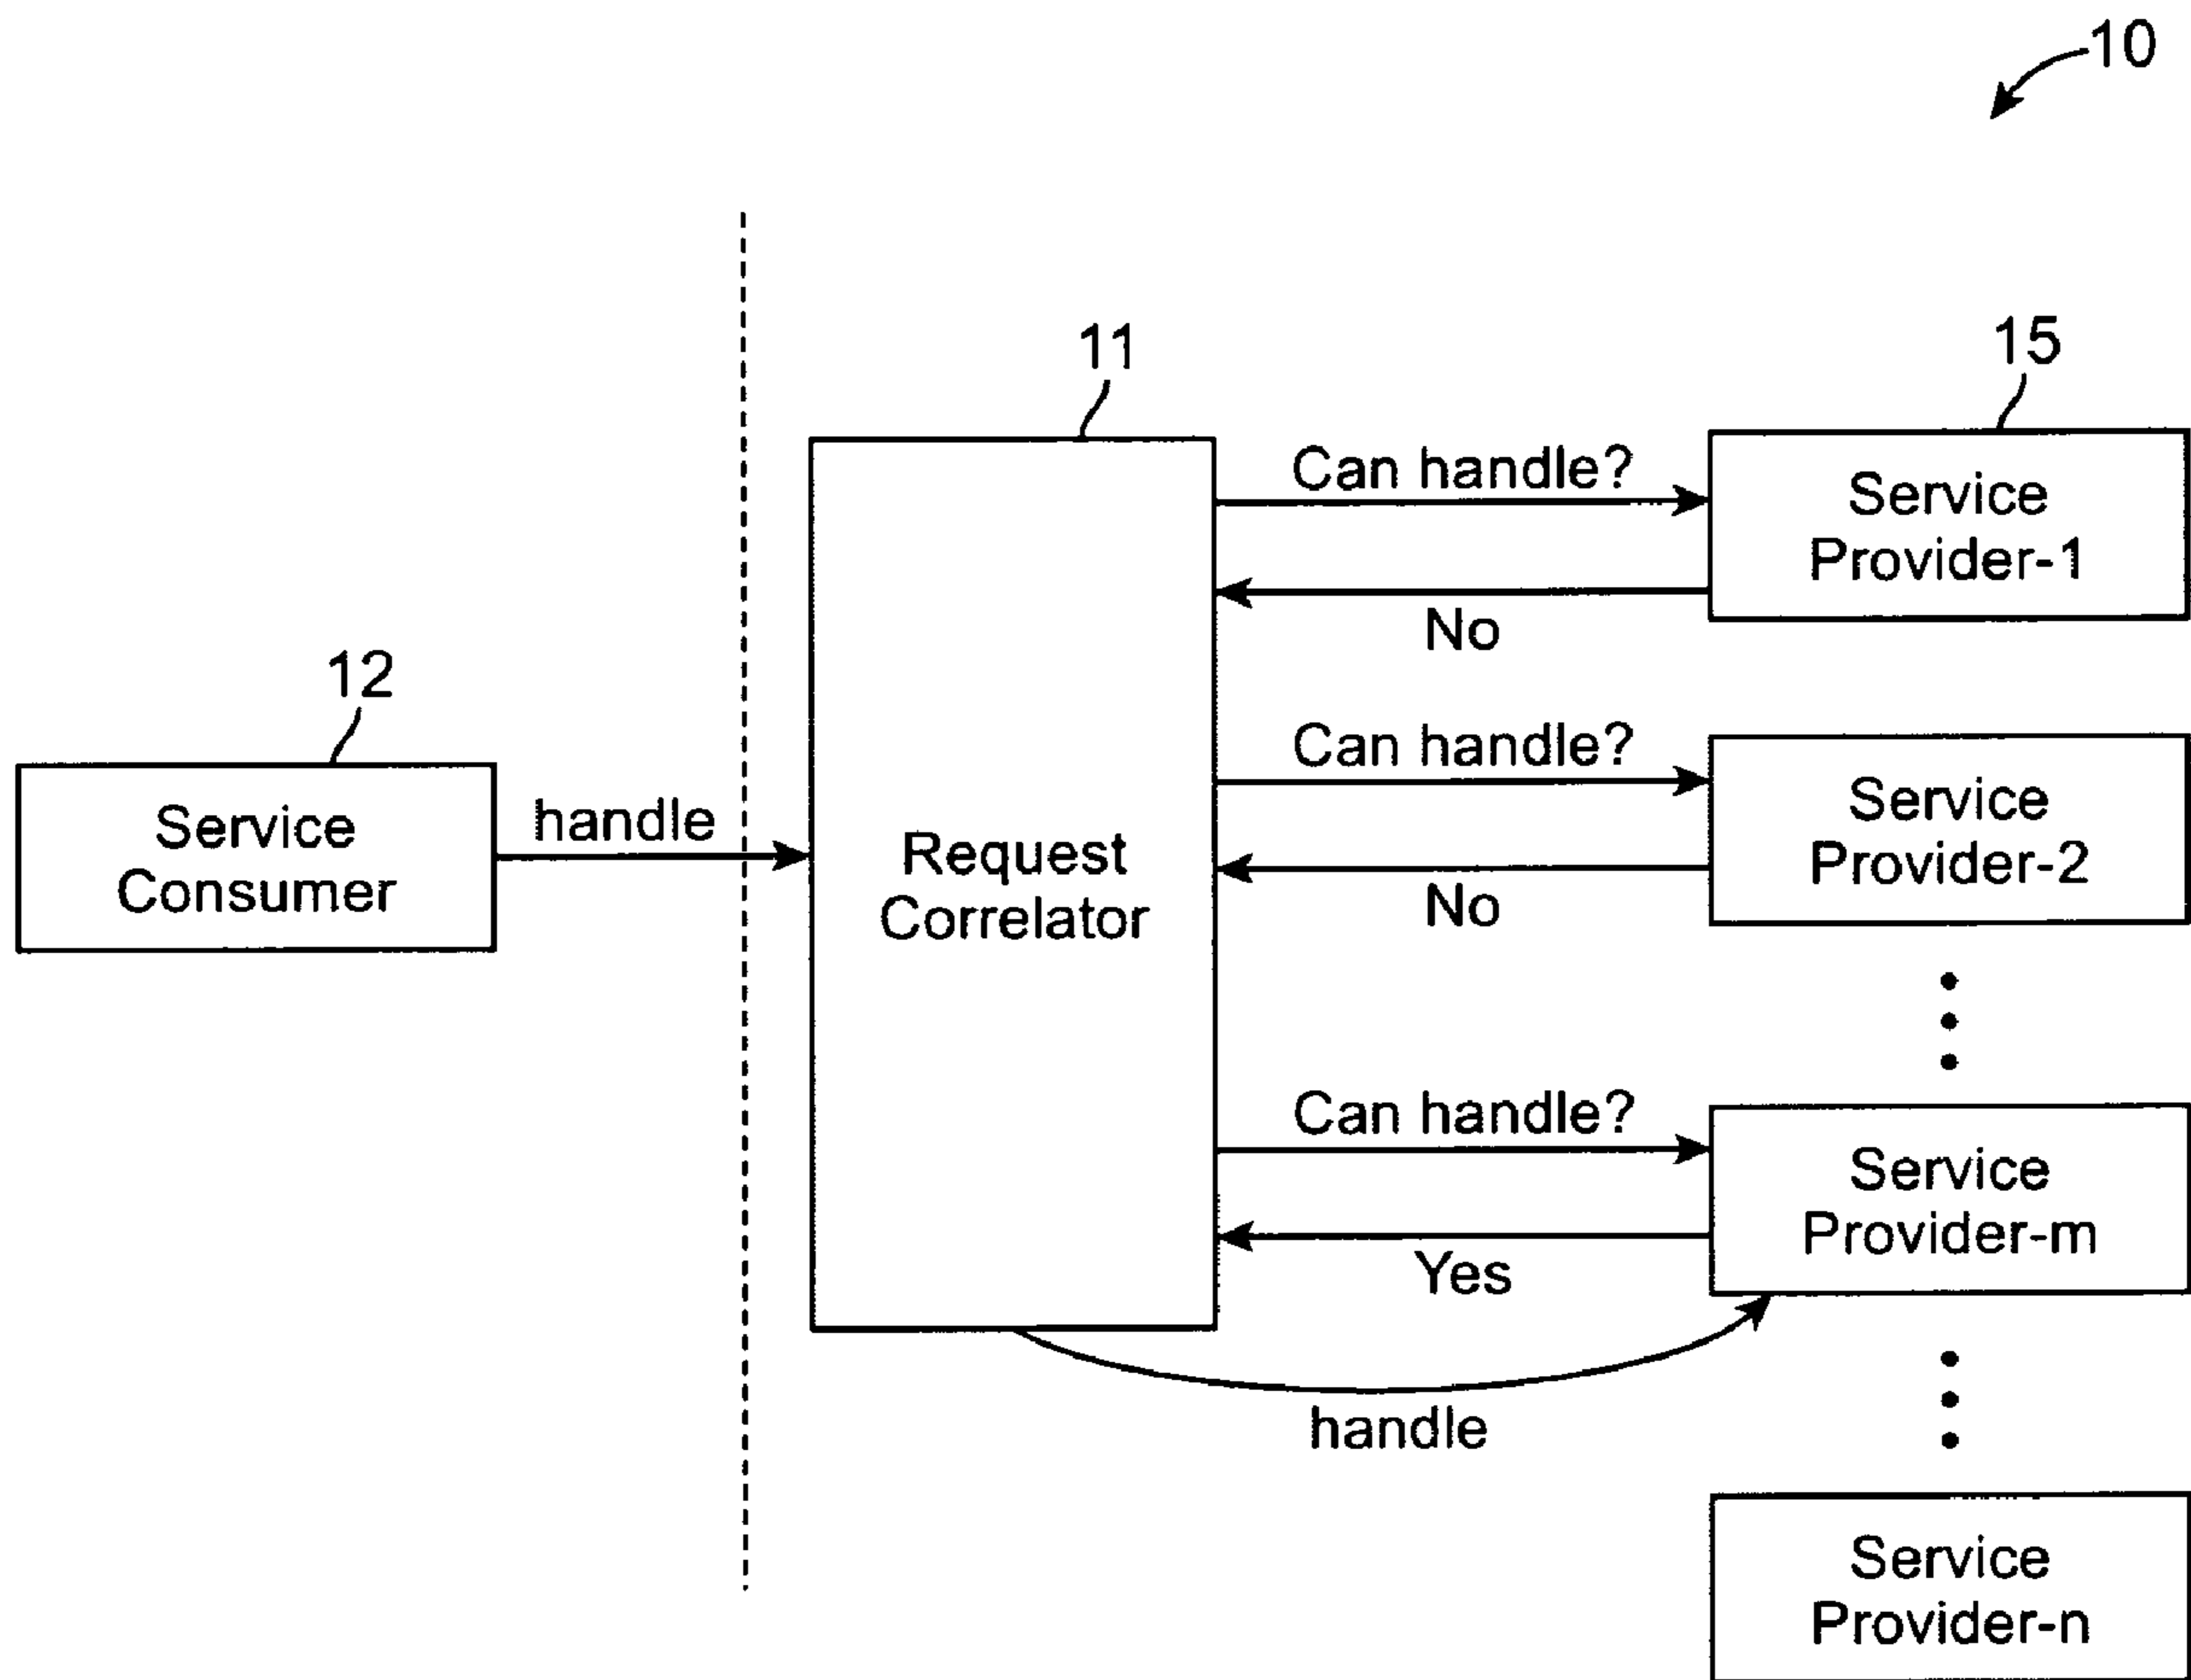 10
11
15
Can handle?
Service
Provider-1
No
12
Can handle?
Service
Provider-2
Service
Consumer
handle
Request
Correlator
No
Can handle?
Service
Provider-m
Yes
handle
Service
Provider-n